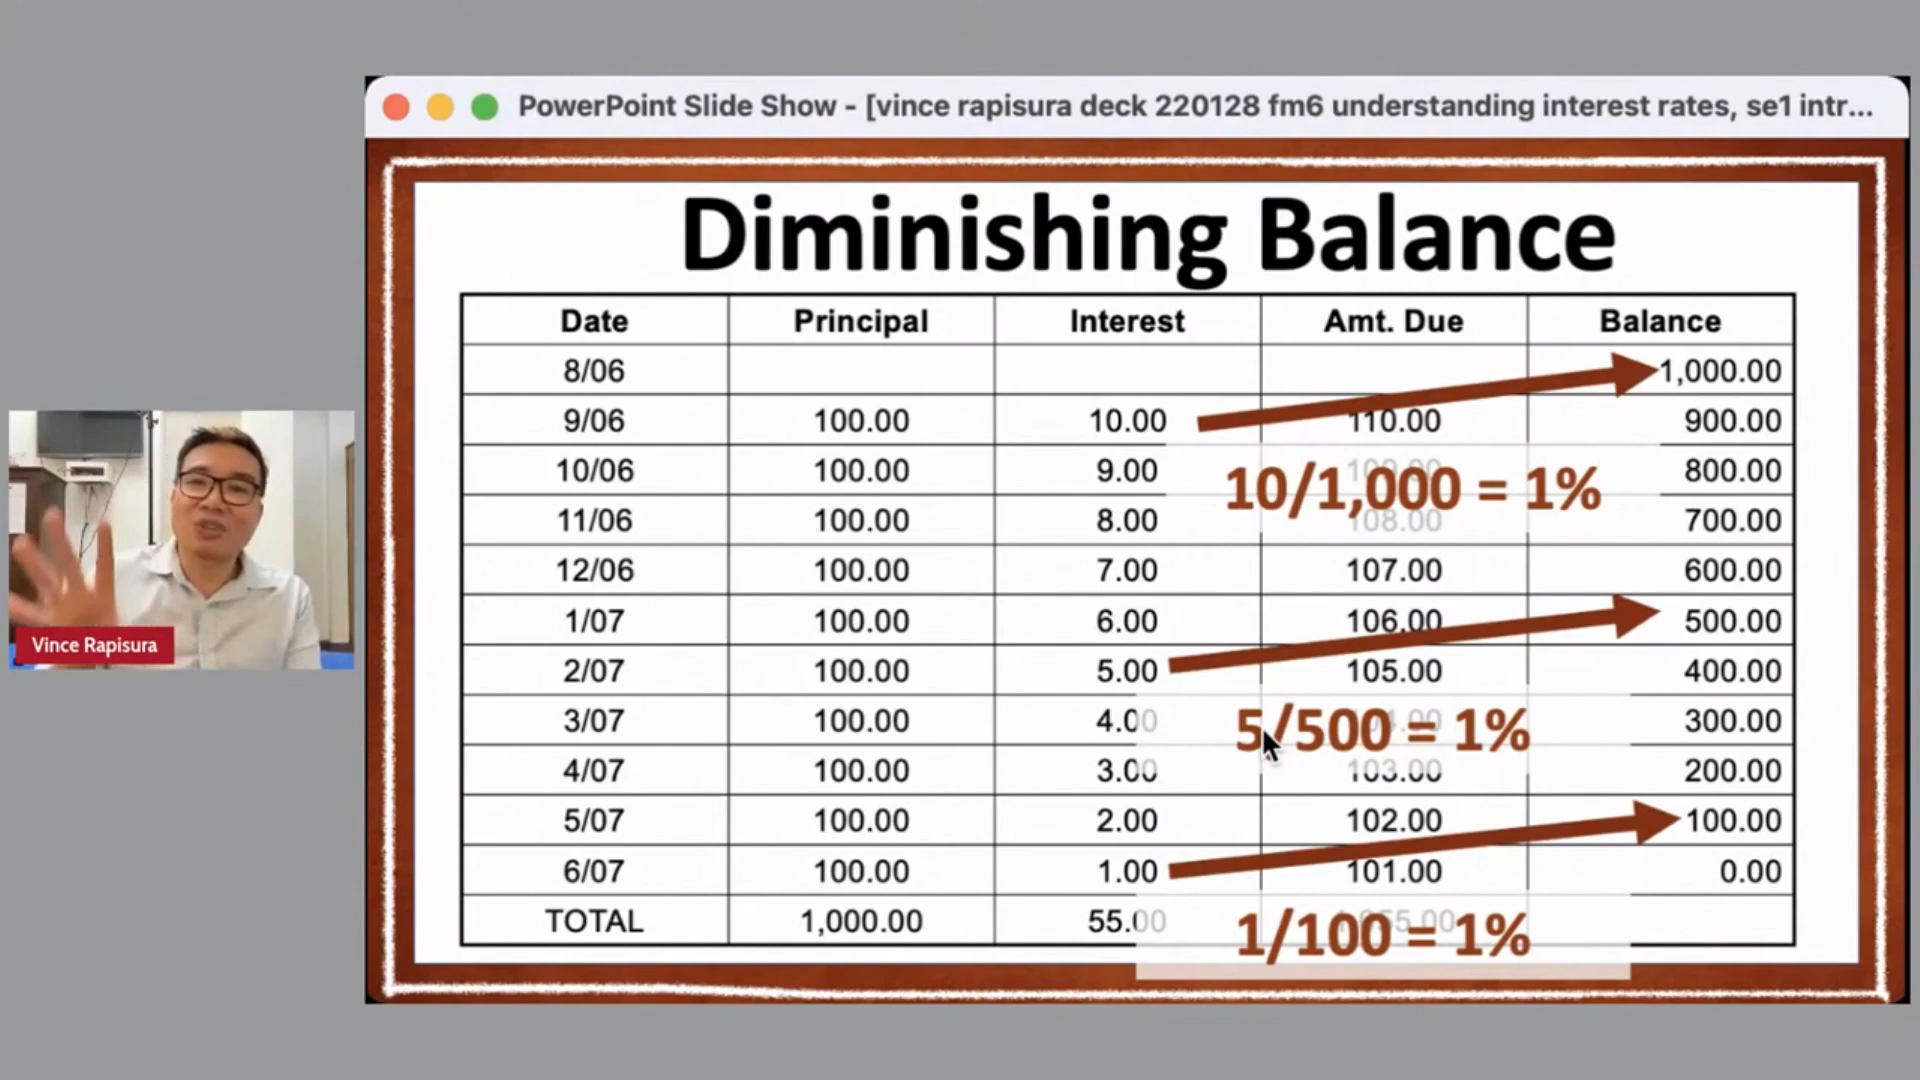 PowerPoint Slide Show - [vince rapisura deck 220128 fm6 understanding interest rates, se1 intr...
Diminishing Balance
Date Principal Interest Amt. Due Balance
8/06 1,000.00
9/06 100.00 10.00 110.00 900.00
10/06 100.00 9.00 109.00 800.00
10/1,000 = 1%
11/06 100.00 8.00 108.00 700.00
12/06 100.00 7.00 107.00 600.00
1/07 100.00 6.00 106.00 500.00
2/07 100.00 5.00 105.00 400.00
3/07 100.00 4.00 104.00 300.00
5/500 = 1%
4/07 100.00 3.00 103.00 200.00
5/07 100.00 2.00 102.00 100.00
6/07 100.00 1.00 101.00 0.00
TOTAL 1,000.00 55.00
1/100 = 1%
Vince Rapisura